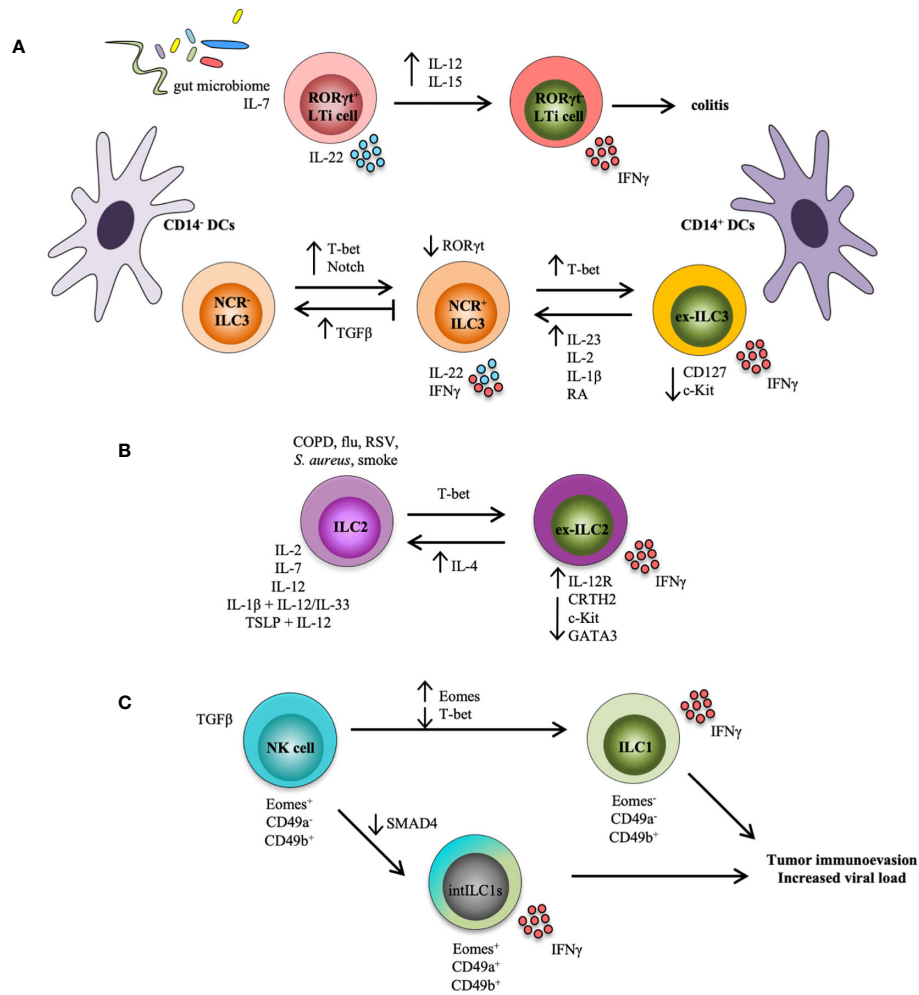 A
gut microbiome
IL-7
RORγt⁺
LTi cell
IL-22
IL-12
IL-15
RORγt⁻
LTi cell
IFNγ
colitis
CD14⁻ DCs
CD14⁺ DCs
NCR⁻
ILC3
T-bet
Notch
TGFβ
RORγt
NCR⁺
ILC3
IL-22
IFNγ
T-bet
IL-23
IL-2
IL-1β
RA
ex-ILC3
CD127
c-Kit
IFNγ
B
COPD, flu, RSV,
S. aureus, smoke
ILC2
IL-2
IL-7
IL-12
IL-1β + IL-12/IL-33
TSLP + IL-12
T-bet
IL-4
ex-ILC2
IFNγ
IL-12R
CRTH2
c-Kit
GATA3
C
TGFβ
NK cell
Eomes⁺
CD49a⁻
CD49b⁺
Eomes
T-bet
ILC1
IFNγ
Eomes⁻
CD49a⁻
CD49b⁺
SMAD4
intILC1s
IFNγ
Eomes⁺
CD49a⁺
CD49b⁺
Tumor immunoevasion
Increased viral load